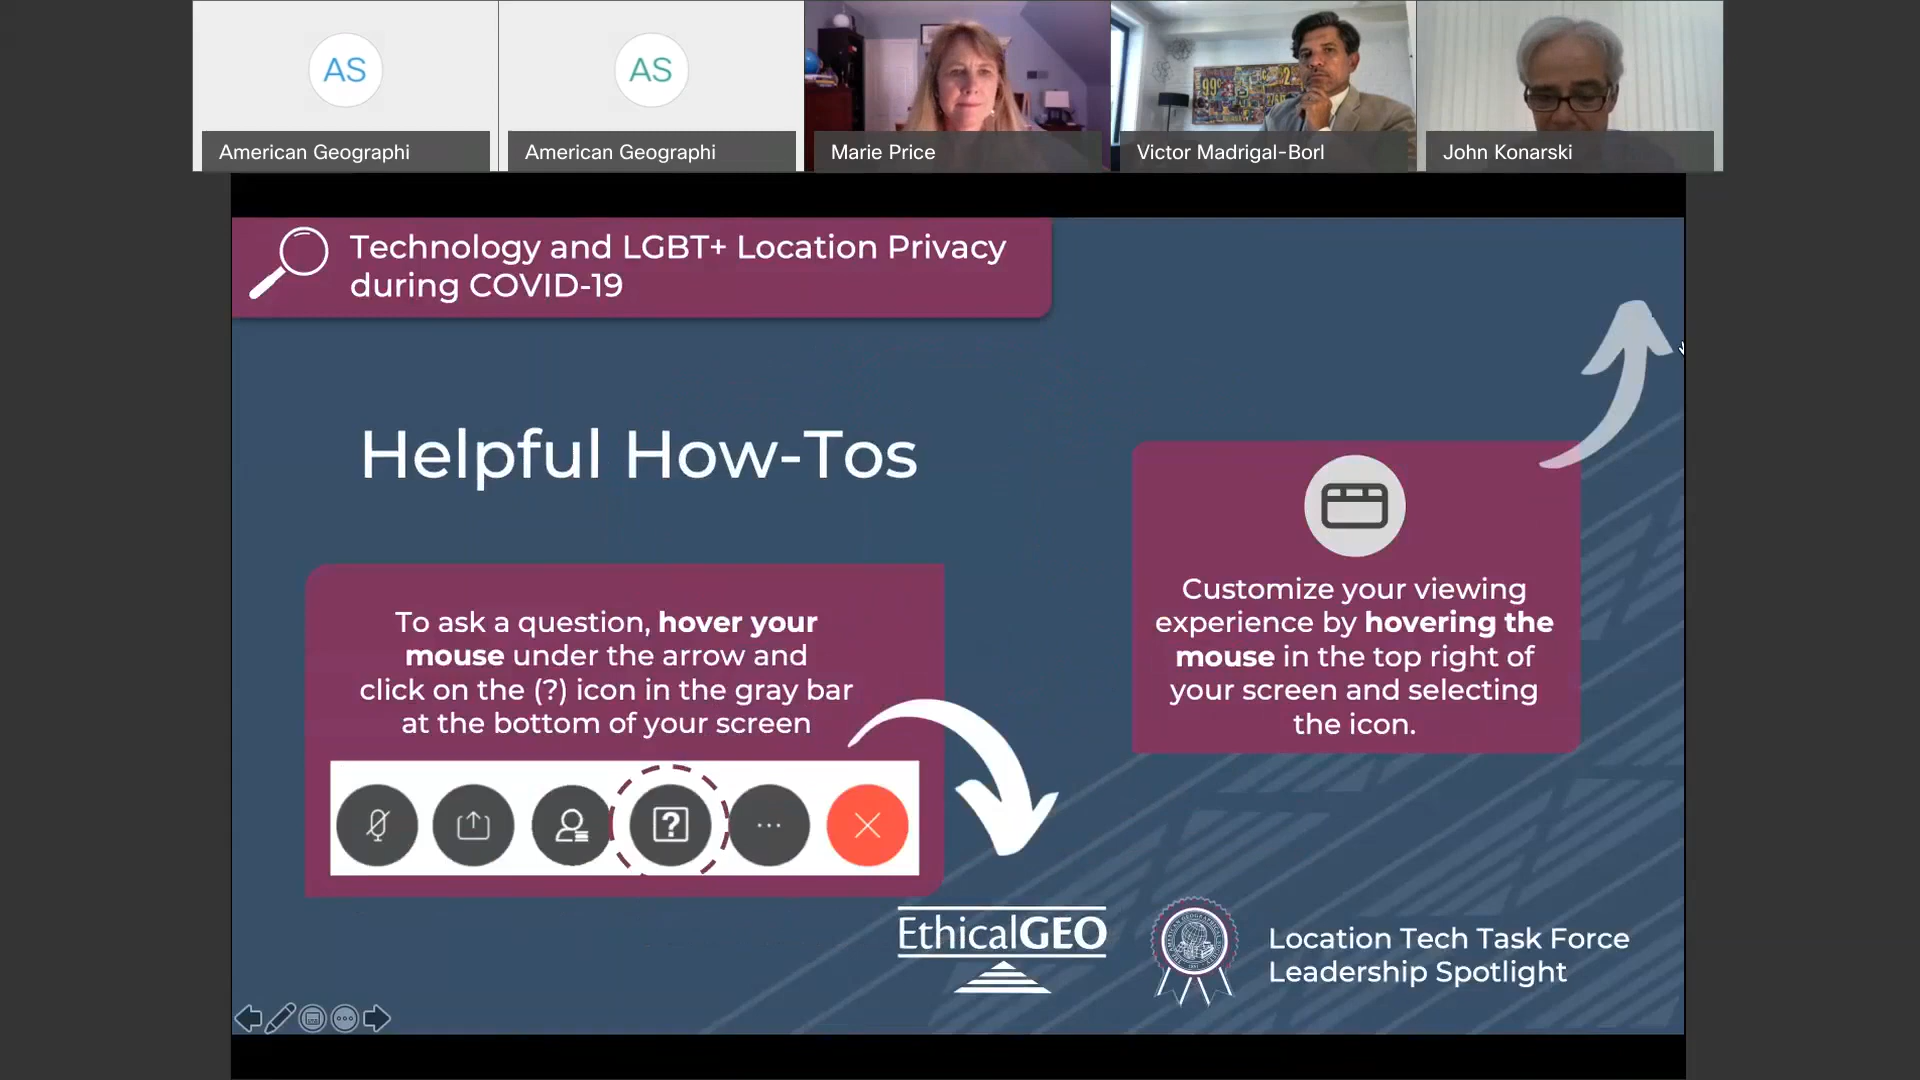 AS
AS
American Geographi
American Geographi
Marie Price
Victor Madrigal-Borl
John Konarski
99¢
Technology and LGBT+ Location Privacy
during COVID-19
Helpful How-Tos
To ask a question, hover your
mouse under the arrow and
click on the (?) icon in the gray bar
at the bottom of your screen
?
Customize your viewing
experience by hovering the
mouse in the top right of
your screen and selecting
the icon.
EthicalGEO
Location Tech Task Force
Leadership Spotlight